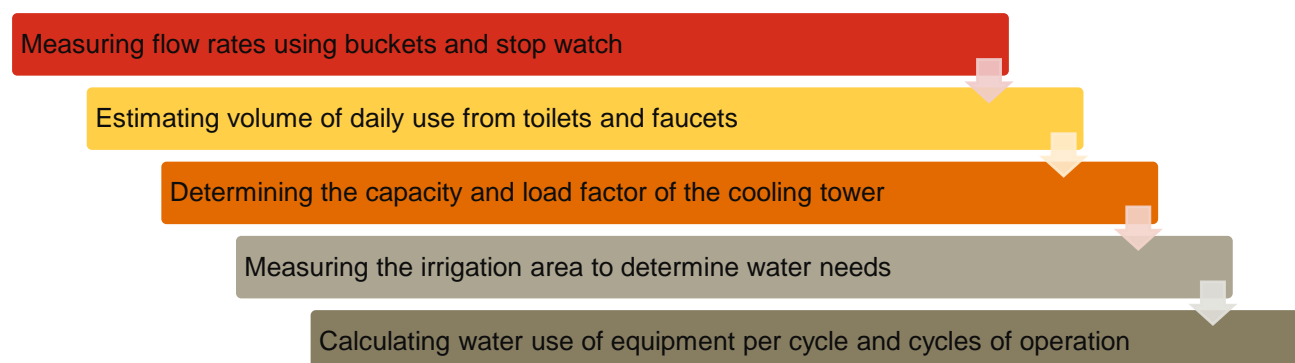 Measuring flow rates using buckets and stop watch
Estimating volume of daily use from toilets and faucets
Determining the capacity and load factor of the cooling tower
Measuring the irrigation area to determine water needs
Calculating water use of equipment per cycle and cycles of operation